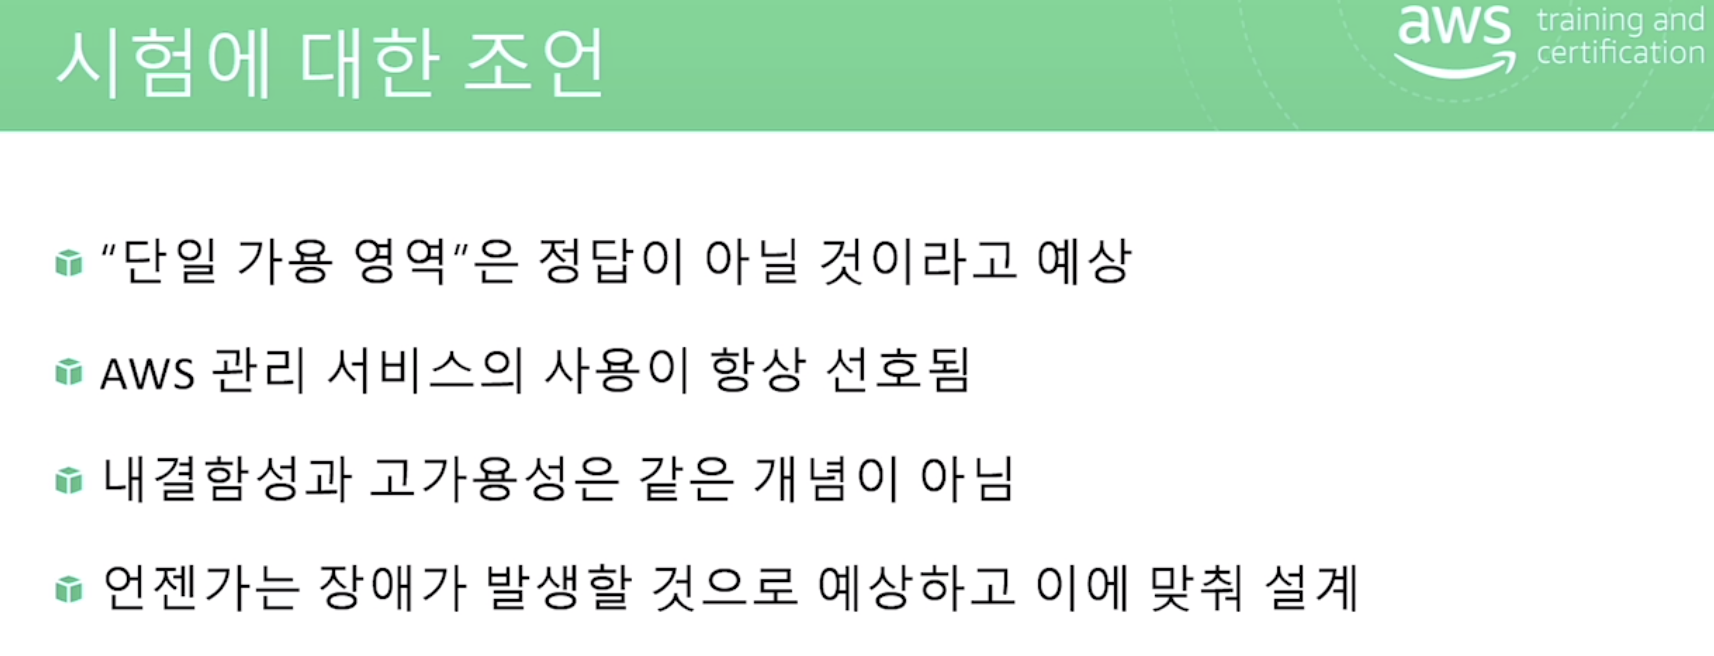 시험에 대한 조언
aws training and
certification
“단일 가용 영역”은 정답이 아닐 것이라고 예상
AWS 관리 서비스의 사용이 항상 선호됨
내결함성과 고가용성은 같은 개념이 아님
언젠가는 장애가 발생할 것으로 예상하고 이에 맞춰 설계